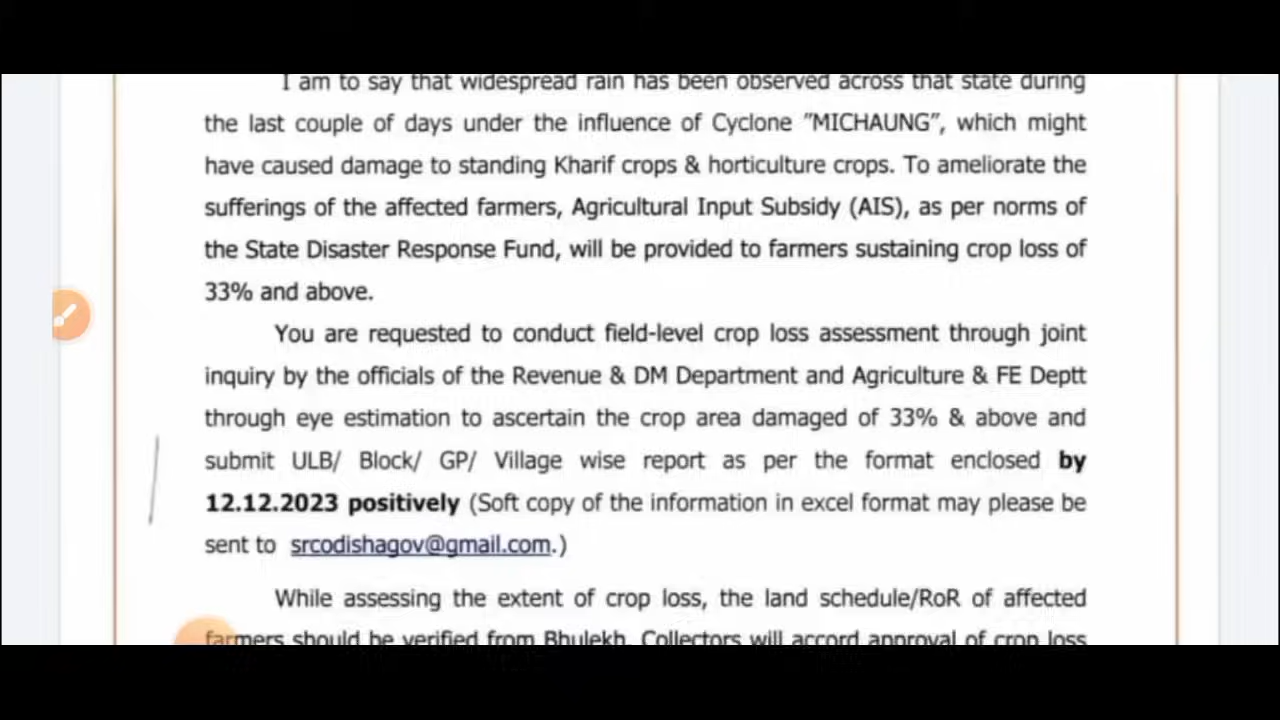 I am to say that widespread rain has been observed across that state during
the last couple of days under the influence of Cyclone "MICHAUNG", which might
have caused damage to standing Kharif crops & horticulture crops. To ameliorate the
sufferings of the affected farmers, Agricultural Input Subsidy (AIS), as per norms of
the State Disaster Response Fund, will be provided to farmers sustaining crop loss of
33% and above.
You are requested to conduct field-level crop loss assessment through joint
inquiry by the officials of the Revenue & DM Department and Agriculture & FE Deptt
through eye estimation to ascertain the crop area damaged of 33% & above and
submit ULB/ Block/ GP/ Village wise report as per the format enclosed by
12.12.2023 positively (Soft copy of the information in excel format may please be
sent to srcodishagov@gmail.com.)
While assessing the extent of crop loss, the land schedule/RoR of affected
farmers should be verified from Bhulekh. Collectors will accord approval of crop loss